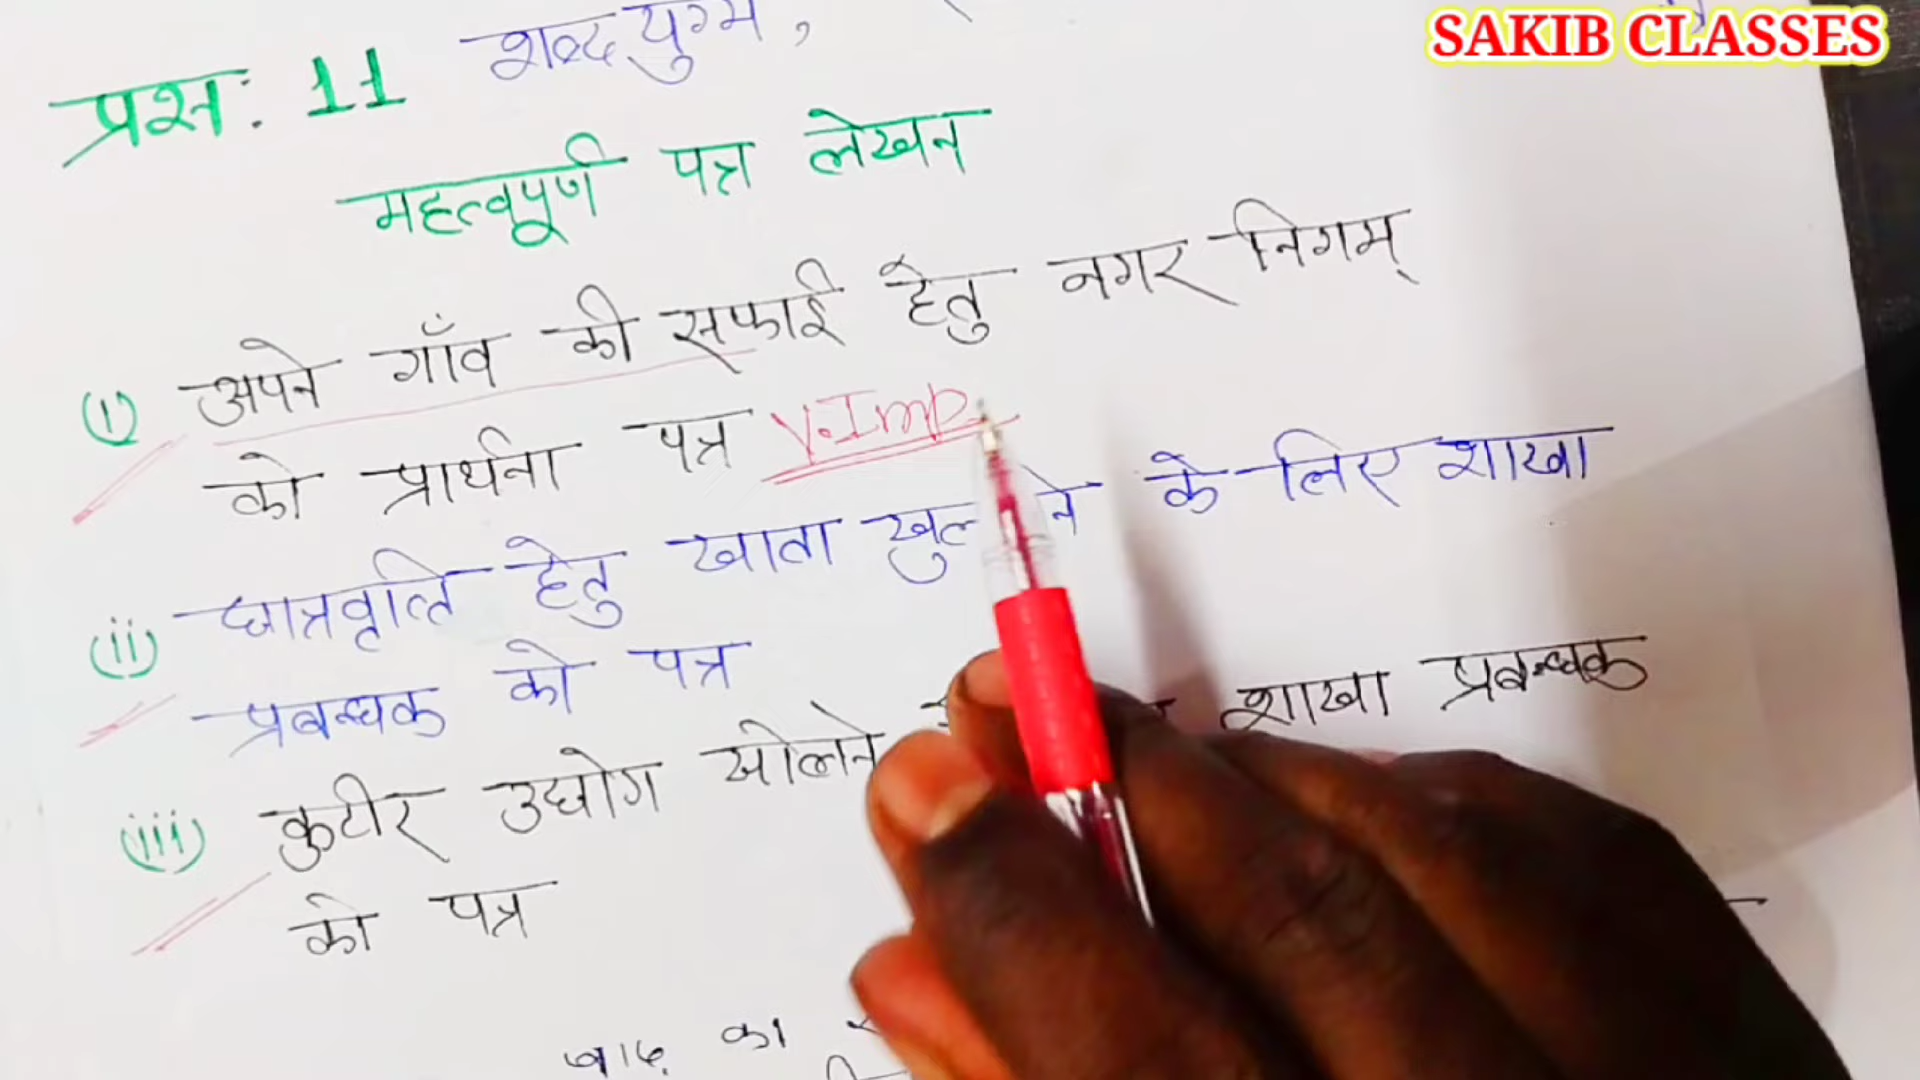 SAKIB CLASSES
शब्द युग्म,
प्रश्न: 11
महत्वपूर्ण पत्र लेखन
(i) अपने गाँव की सफाई हेतु नगर निगम्
को प्रार्थना पत्र V.Imp.
(ii) छात्रवृत्ति हेतु खाता खुल ने के लिए शाखा
प्रबन्धक को पत्र
(iii) कुटीर उद्योग खोलने शाखा प्रबन्धक
को पत्र
बाद का